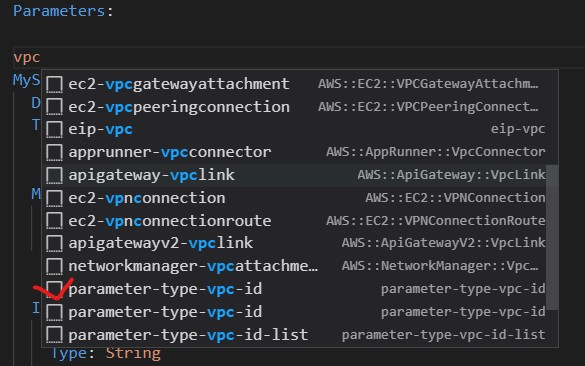 Parameters:
vpc
MyS
ec2-vpcgatewayattachment AWS::EC2::VPCGatewayAttachm…
D
ec2-vpcpeeringconnection AWS::EC2::VPCPeeringConnect…
T
eip-vpc eip-vpc
apprunner-vpcconnector AWS::AppRunner::VpcConnector
apigateway-vpclink AWS::ApiGateway::VpcLink
M
ec2-vpnconnection AWS::EC2::VPNConnection
ec2-vpnconnectionroute AWS::EC2::VPNConnectionRoute
apigatewayv2-vpclink AWS::ApiGatewayV2::VpcLink
networkmanager-vpcattachme… AWS::NetworkManager::Vpc…
parameter-type-vpc-id parameter-type-vpc-id
I
parameter-type-vpc-id parameter-type-vpc-id
parameter-type-vpc-id-list parameter-type-vpc-id-list
Type: String